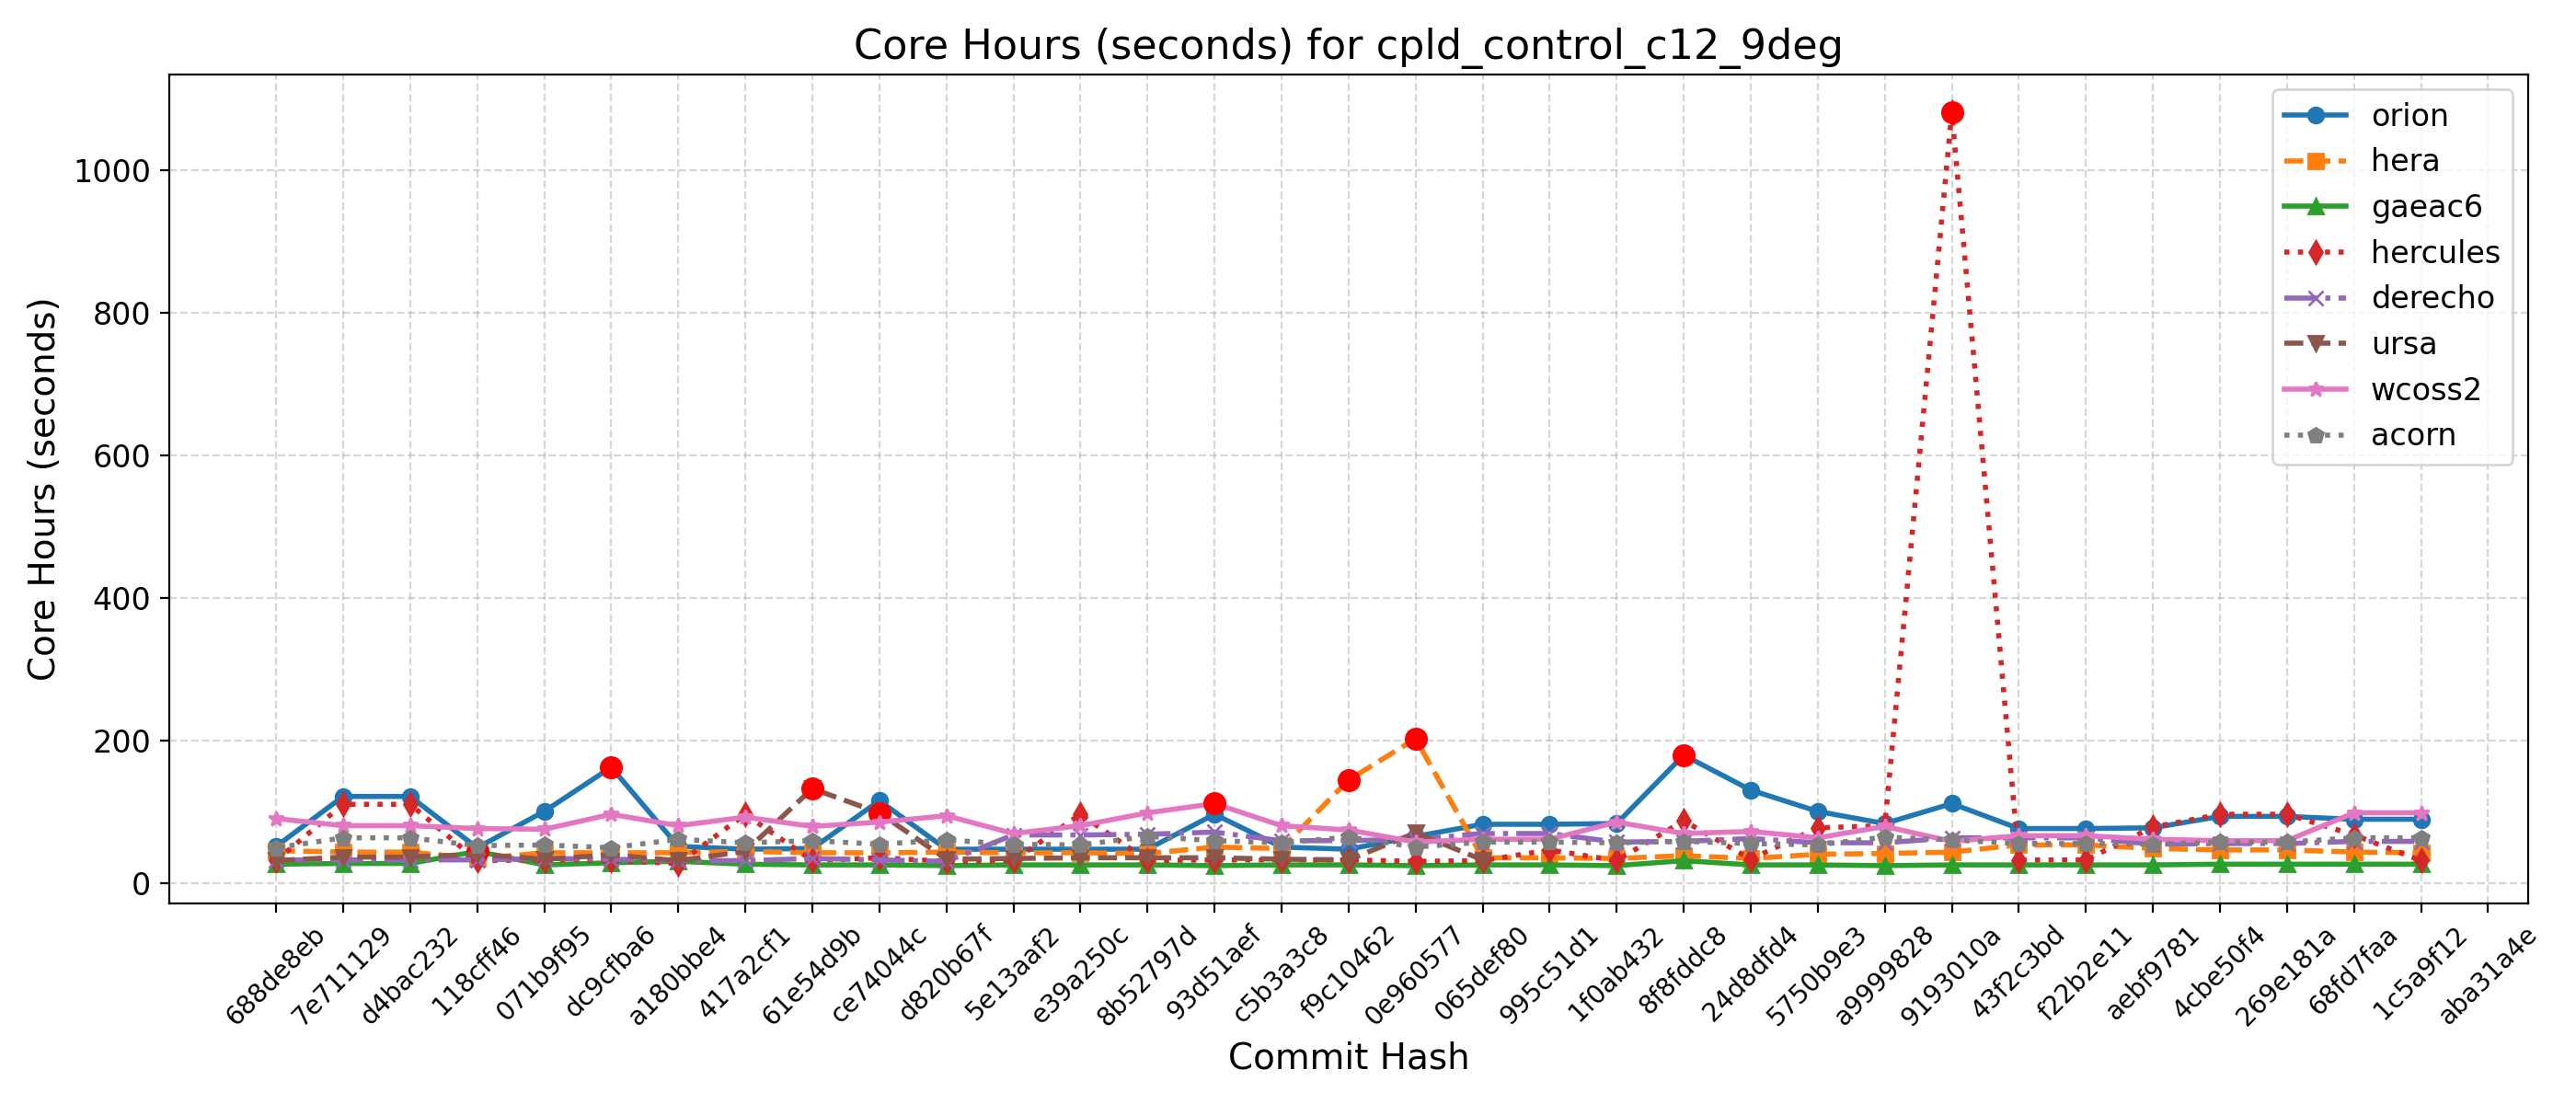 Core Hours (seconds) for cpld_control_c12_9deg
Core Hours (seconds)
1000
800
600
400
200
0
orion
hera
gaeac6
hercules
derecho
ursa
wcoss2
acorn
688de8eb
7e711129
d4bac232
118cff46
071b9f95
dc9cfba6
a180bbe4
417a2cf1
61e54d9b
ce74044c
d820b67f
5e13aaf2
e39a250c
8b52797d
93d51aef
c5b3a3c8
f9c10462
0e960577
065def80
995c51d1
1f0ab432
8f8fddc8
24d8dfd4
5750b9e3
a9999828
9193010a
43f2c3bd
f22b2e11
aebf9781
4cbe50f4
269e181a
68fd7faa
1c5a9f12
aba31a4e
Commit Hash